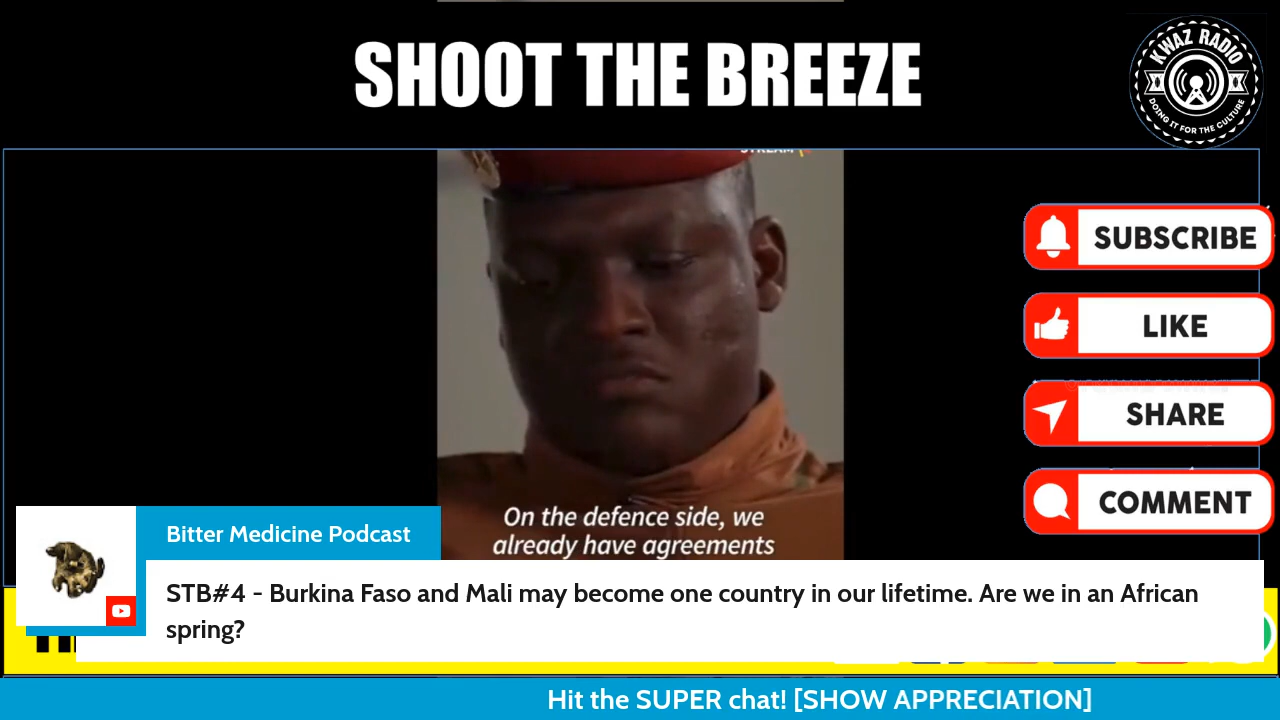 SHOOT THE BREEZE
KWAZ RADIO
DOING IT FOR THE CULTURE
SUBSCRIBE
LIKE
SHARE
COMMENT
On the defence side, we
already have agreements
Bitter Medicine Podcast
STB#4 - Burkina Faso and Mali may become one country in our lifetime. Are we in an African
spring?
Hit the SUPER chat! [SHOW APPRECIATION]